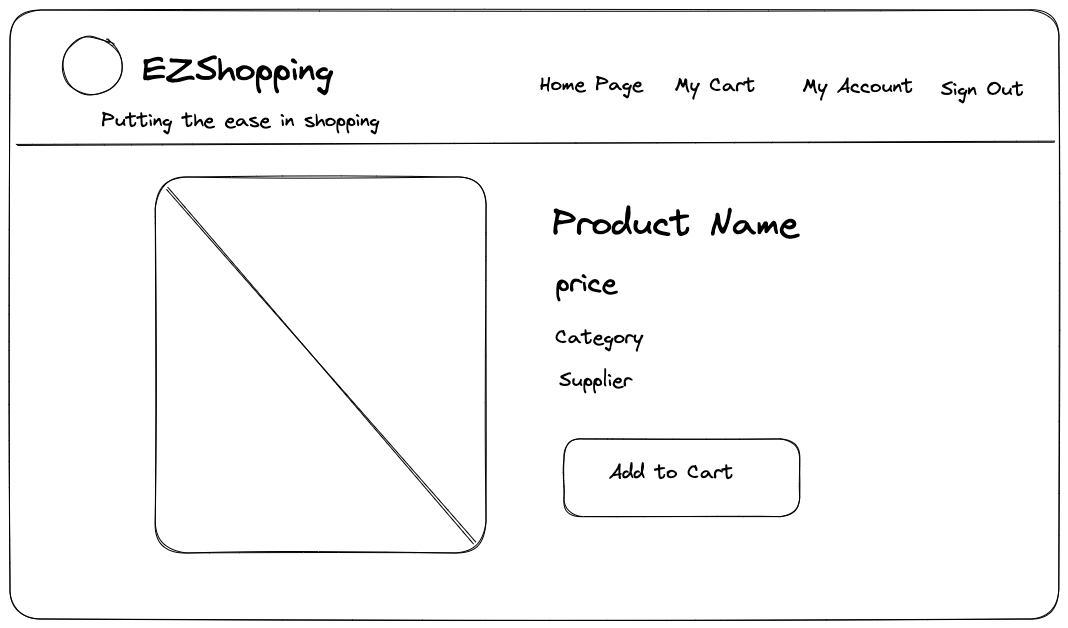 EZShopping
Home Page My Cart My Account Sign Out
Putting the ease in shopping
Product Name
price
Category
Supplier
Add to Cart